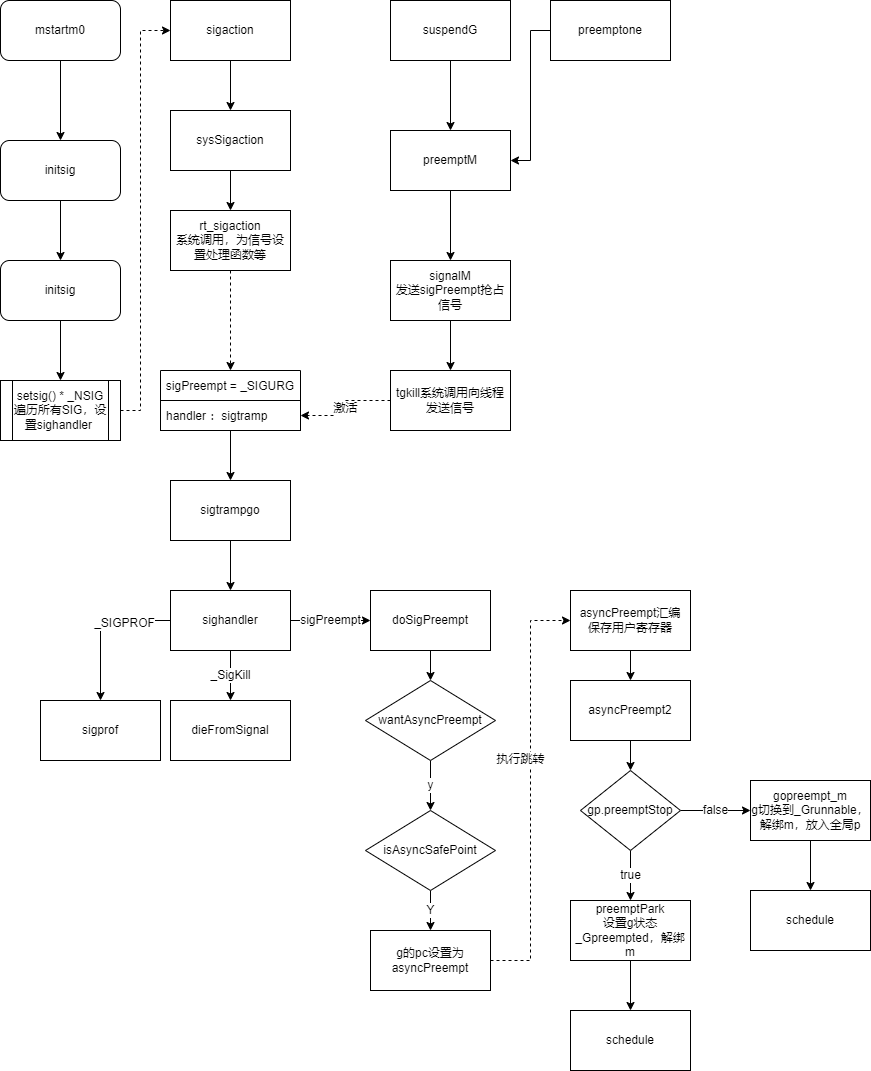 mstartm0
sigaction
suspendG
preemptone
sysSigaction
preemptM
initsig
rt_sigaction
系统调用，为信号设
置处理函数等
initsig
signalM
发送sigPreempt抢占
信号
setsig() * _NSIG
遍历所有SIG，设
置sighandler
sigPreempt = _SIGURG
handler ： sigtramp
激活
tgkill系统调用向线程
发送信号
sigtrampgo
sighandler
_SIGPROF
sigPreempt
_SigKill
sigprof
dieFromSignal
doSigPreempt
wantAsyncPreempt
y
isAsyncSafePoint
Y
g的pc设置为
asyncPreempt
执行跳转
asyncPreempt汇编
保存用户寄存器
asyncPreempt2
gp.preemptStop
false
true
gopreempt_m
g切换到_Grunnable，
解绑m，放入全局p
schedule
preemptPark
设置g状态
_Gpreempted，解绑
m
schedule